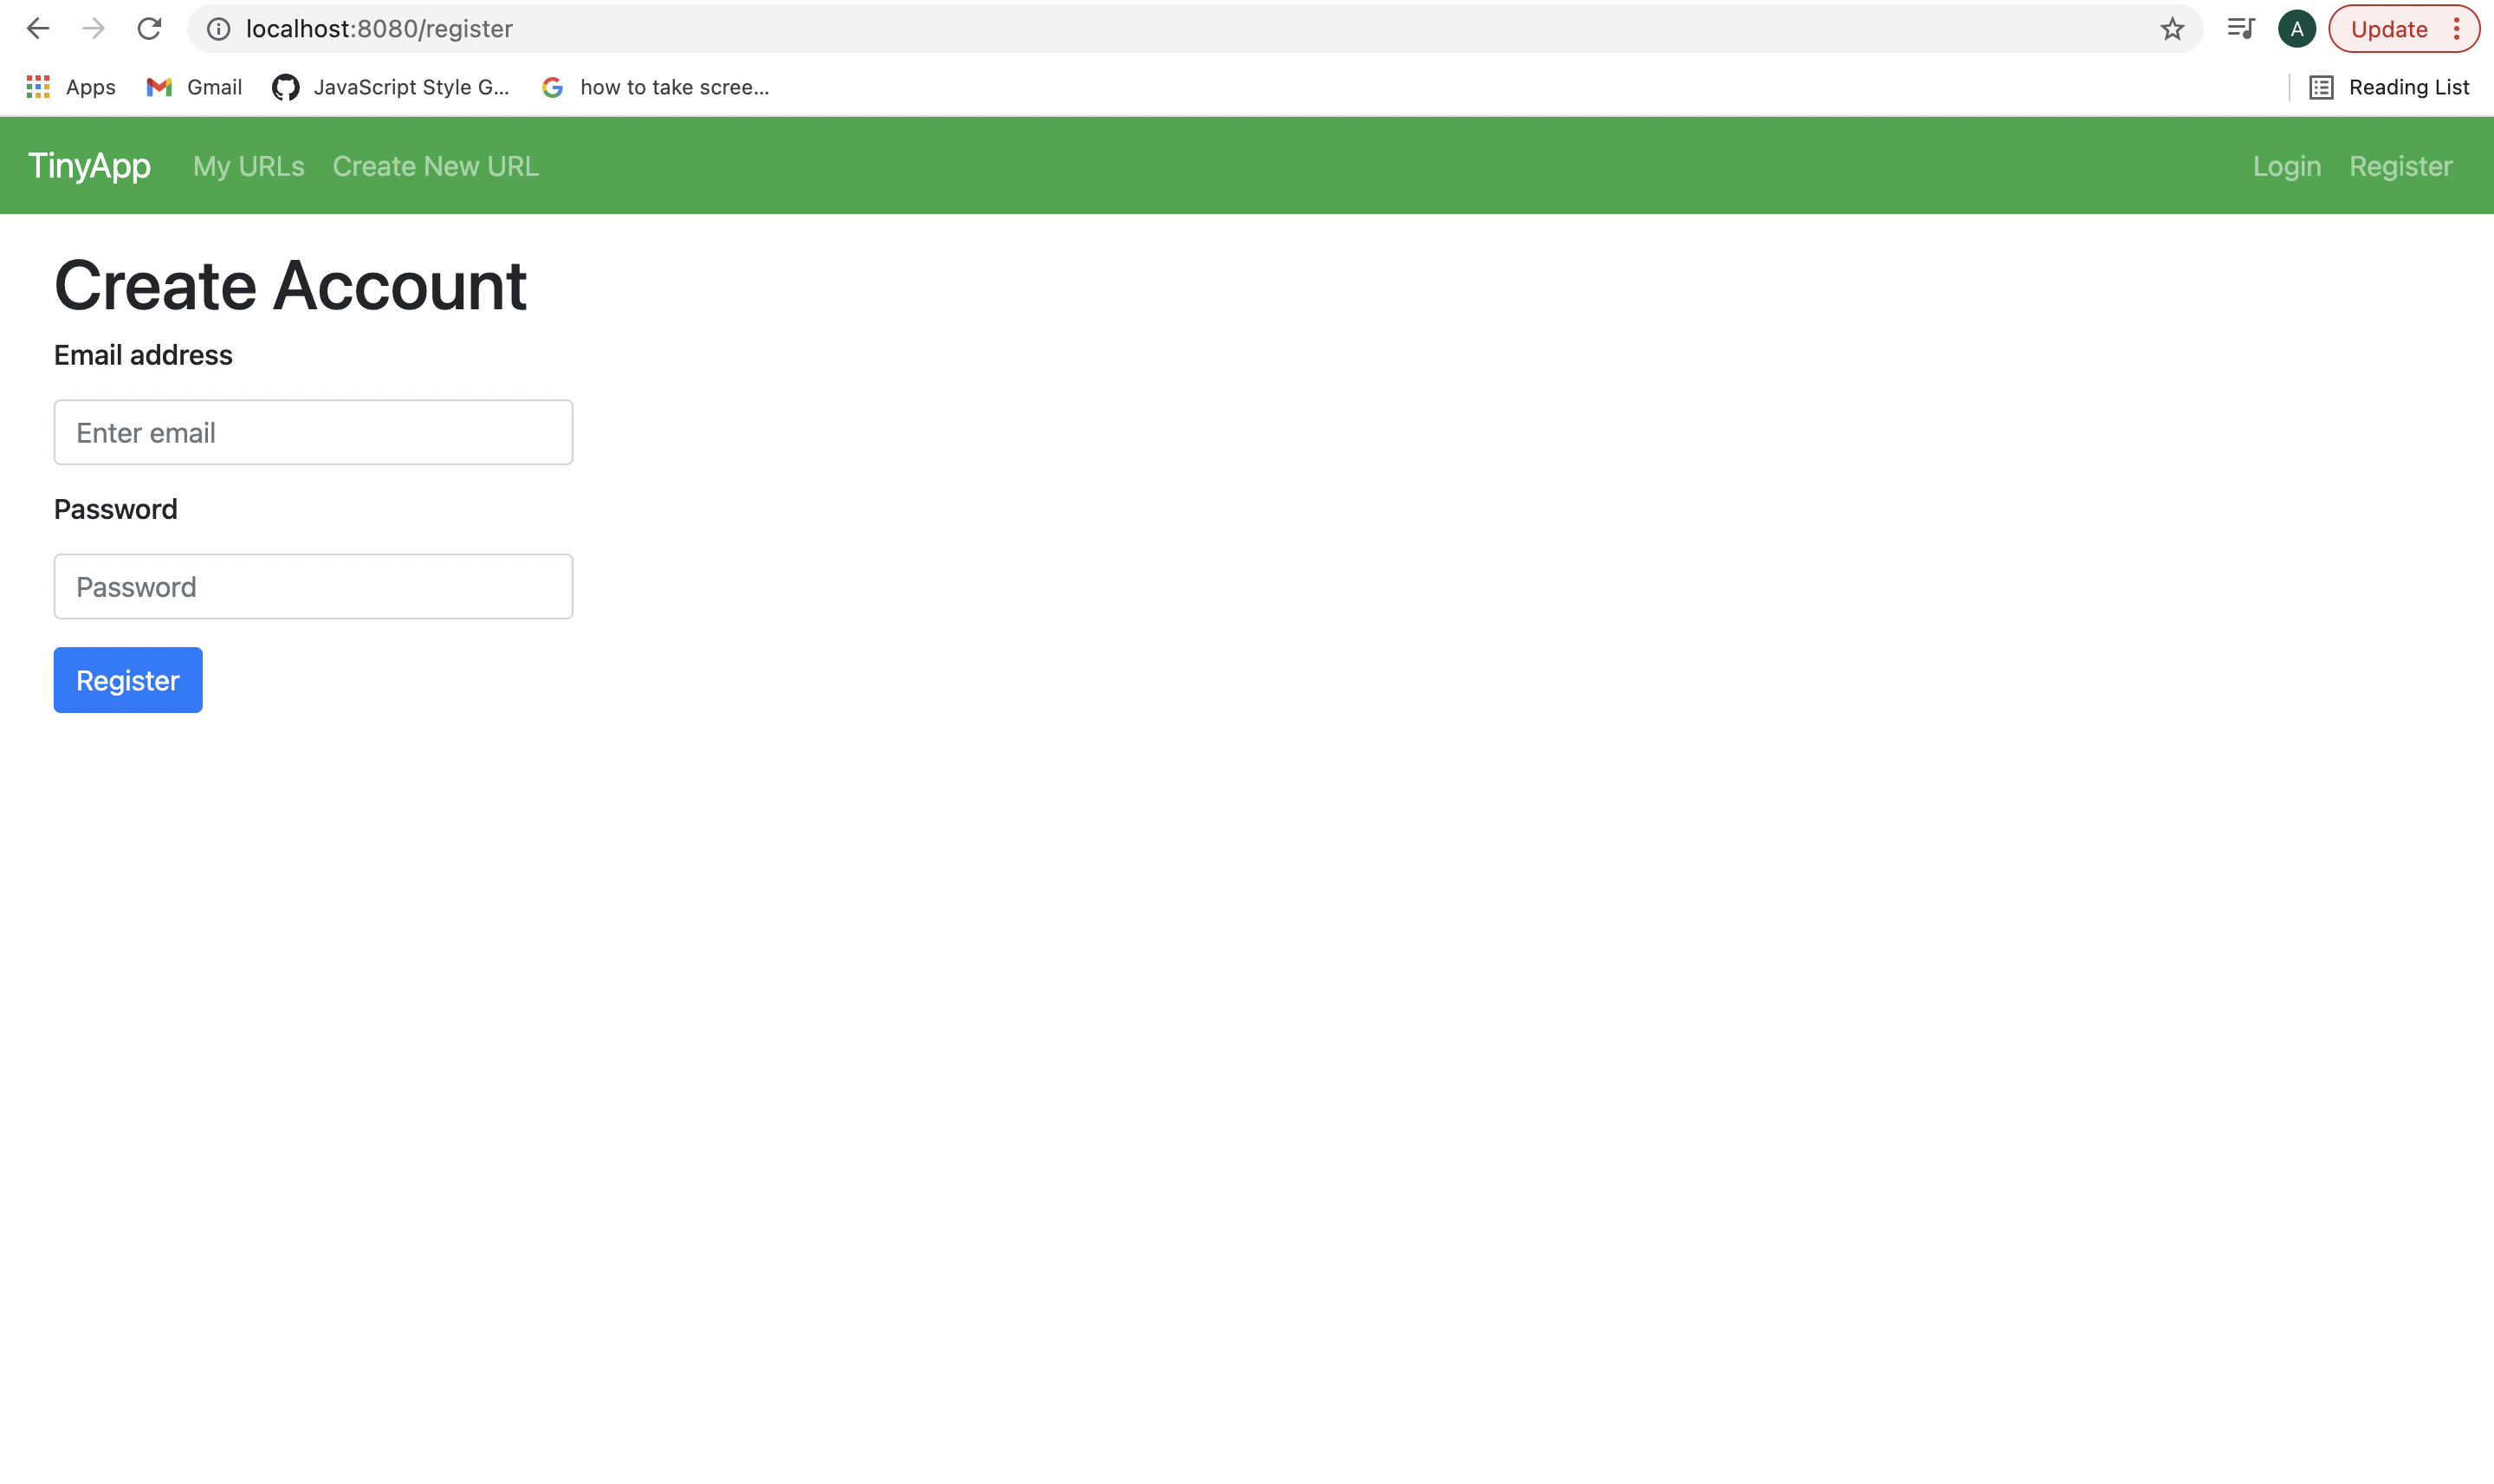 localhost:8080/register
A
Update
Apps
Gmail
JavaScript Style G...
how to take scree...
Reading List
TinyApp
My URLs
Create New URL
Login
Register
Create Account
Email address
Enter email
Password
Password
Register